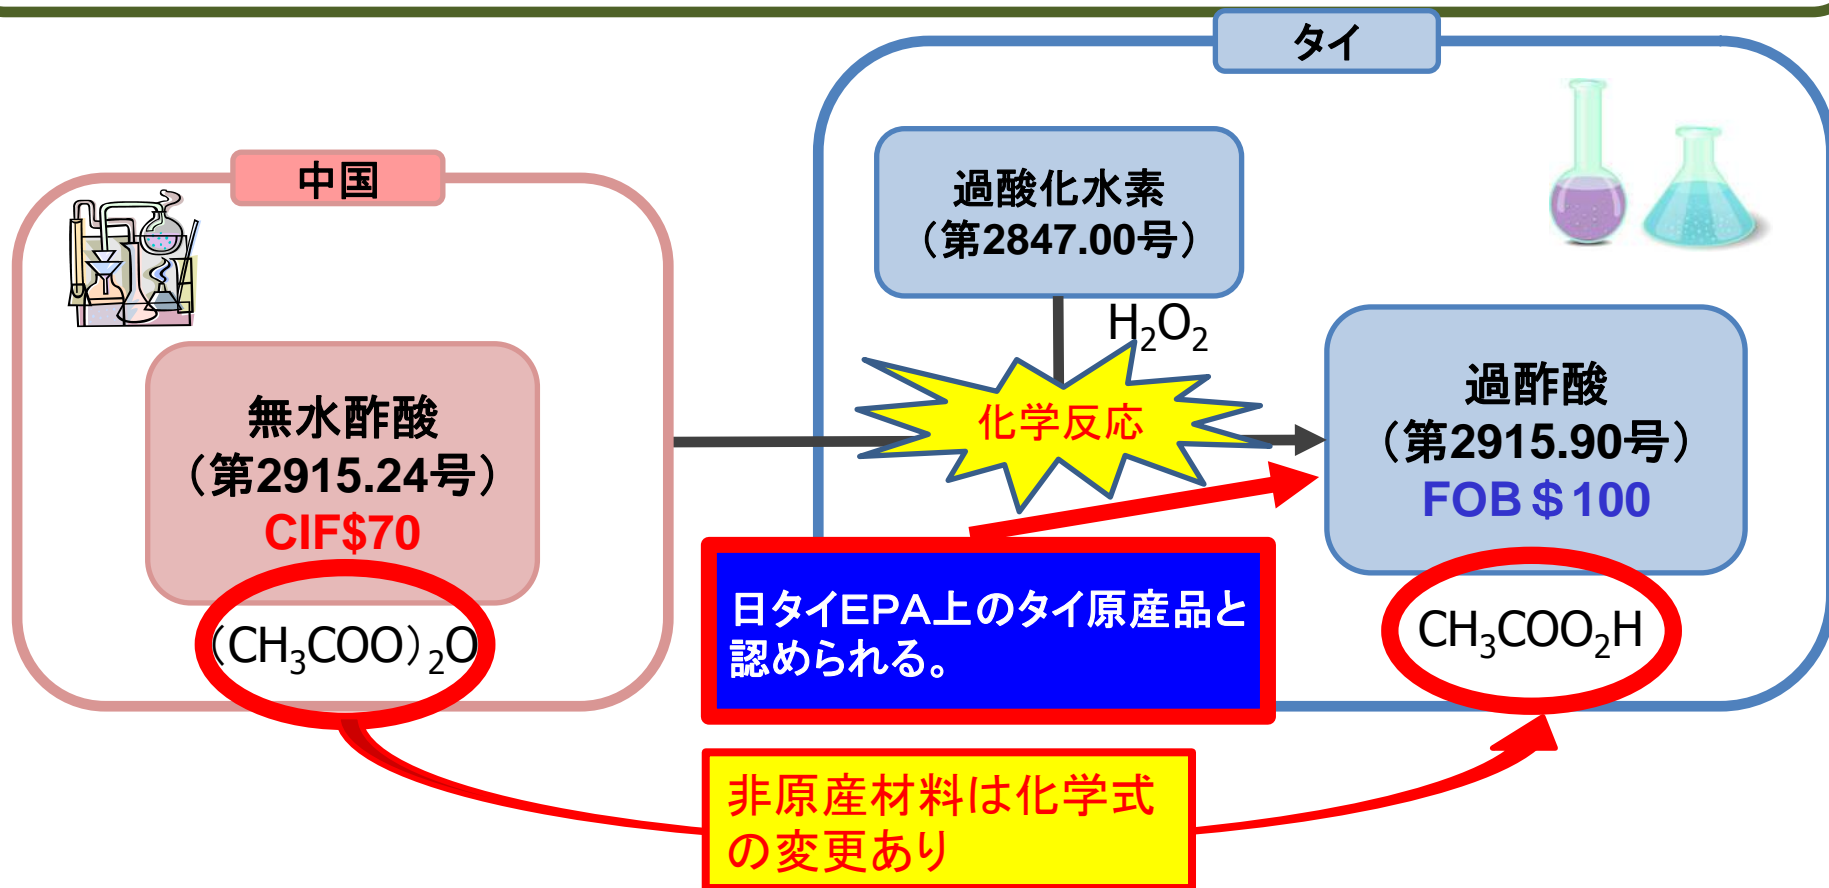 タイ
中国
過酸化水素
（第2847.00号）
H₂O₂
無水酢酸
（第2915.24号）
CIF$70
（CH₃COO）₂O
化学反応
過酢酸
（第2915.90号）
FOB＄100
CH₃COO₂H
日タイEPA上のタイ原産品と
認められる。
非原産材料は化学式
の変更あり